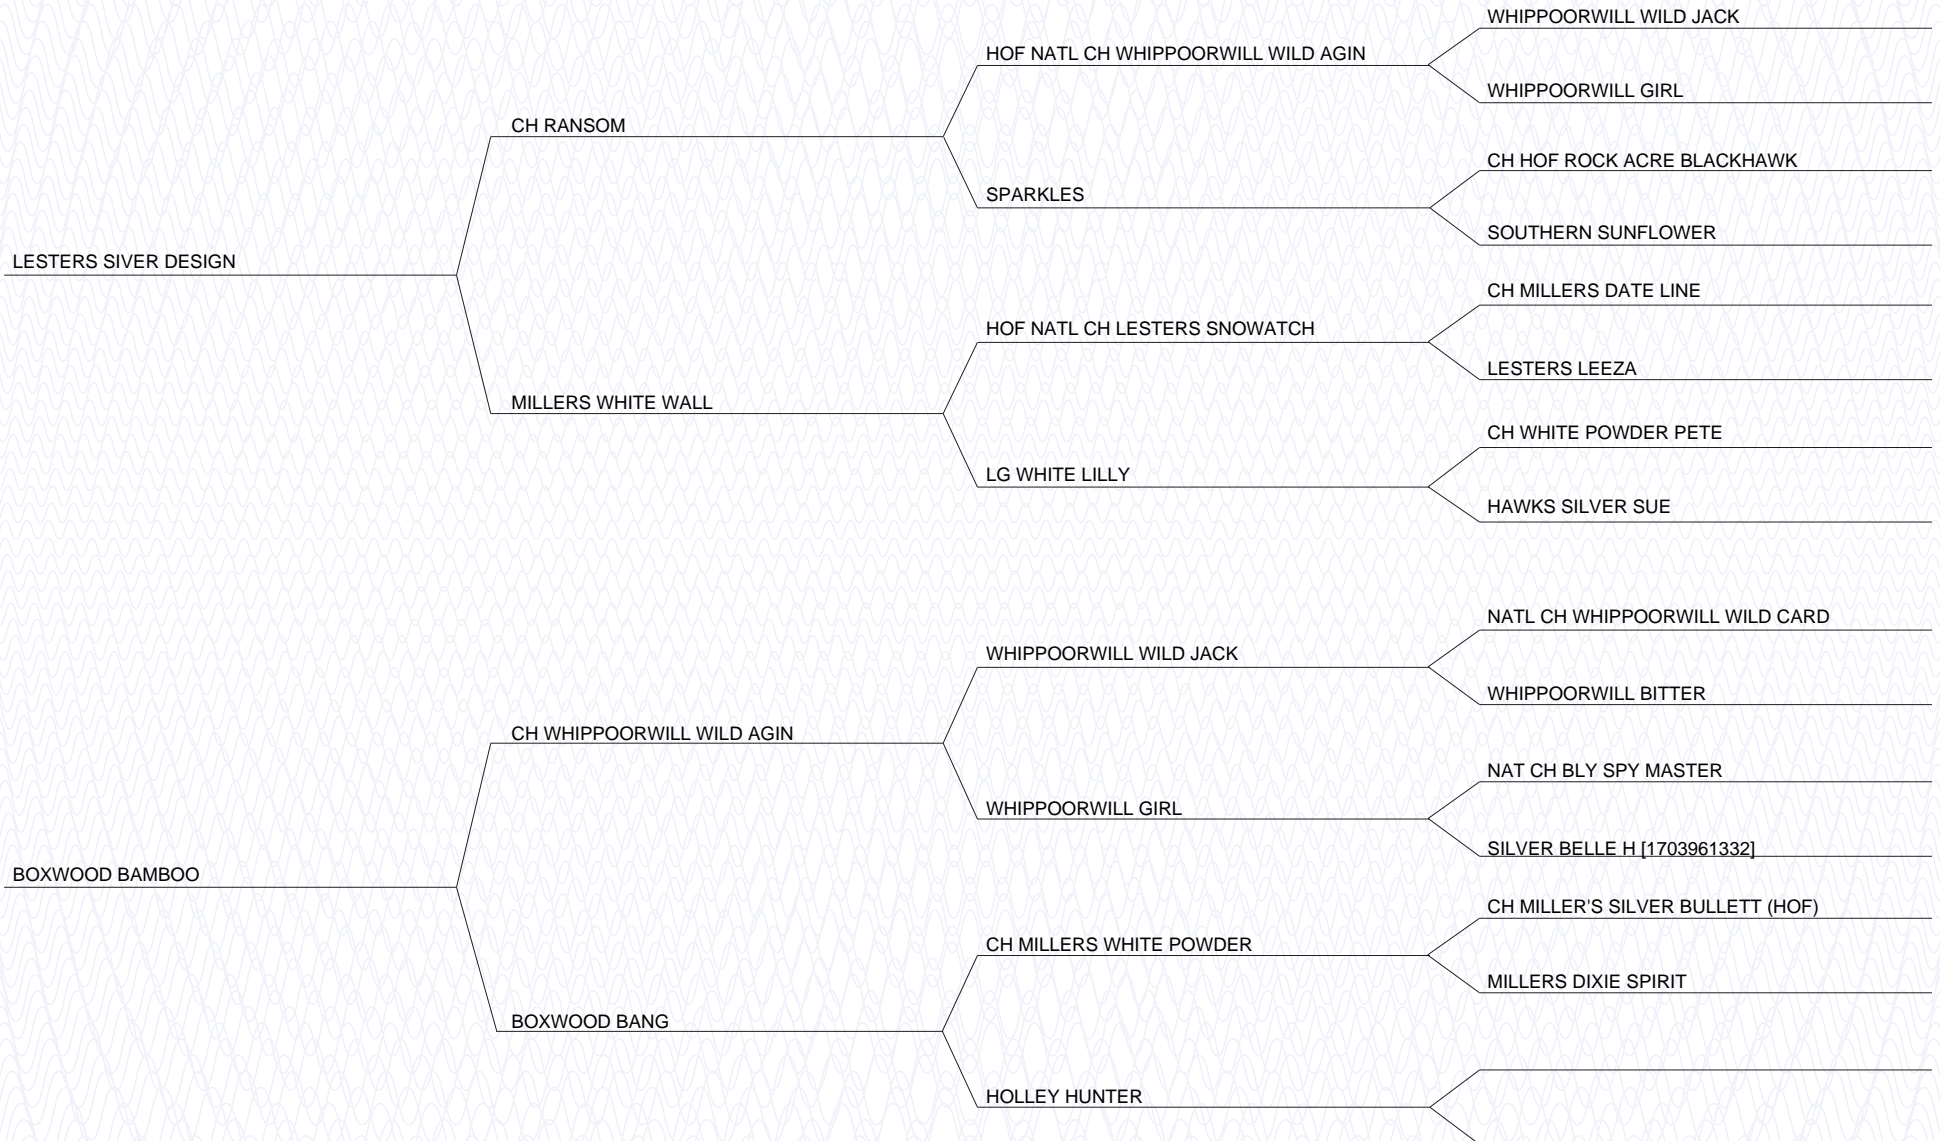 WHIPPOORWILL WILD JACK
HOF NATL CH WHIPPOORWILL WILD AGIN
WHIPPOORWILL GIRL
CH RANSOM
CH HOF ROCK ACRE BLACKHAWK
SPARKLES
SOUTHERN SUNFLOWER
LESTERS SIVER DESIGN
CH MILLERS DATE LINE
HOF NATL CH LESTERS SNOWATCH
LESTERS LEEZA
MILLERS WHITE WALL
CH WHITE POWDER PETE
LG WHITE LILLY
HAWKS SILVER SUE
NATL CH WHIPPOORWILL WILD CARD
WHIPPOORWILL WILD JACK
WHIPPOORWILL BITTER
CH WHIPPOORWILL WILD AGIN
NAT CH BLY SPY MASTER
WHIPPOORWILL GIRL
SILVER BELLE H [1703961332]
BOXWOOD BAMBOO
CH MILLER'S SILVER BULLETT (HOF)
CH MILLERS WHITE POWDER
MILLERS DIXIE SPIRIT
BOXWOOD BANG
HOLLEY HUNTER